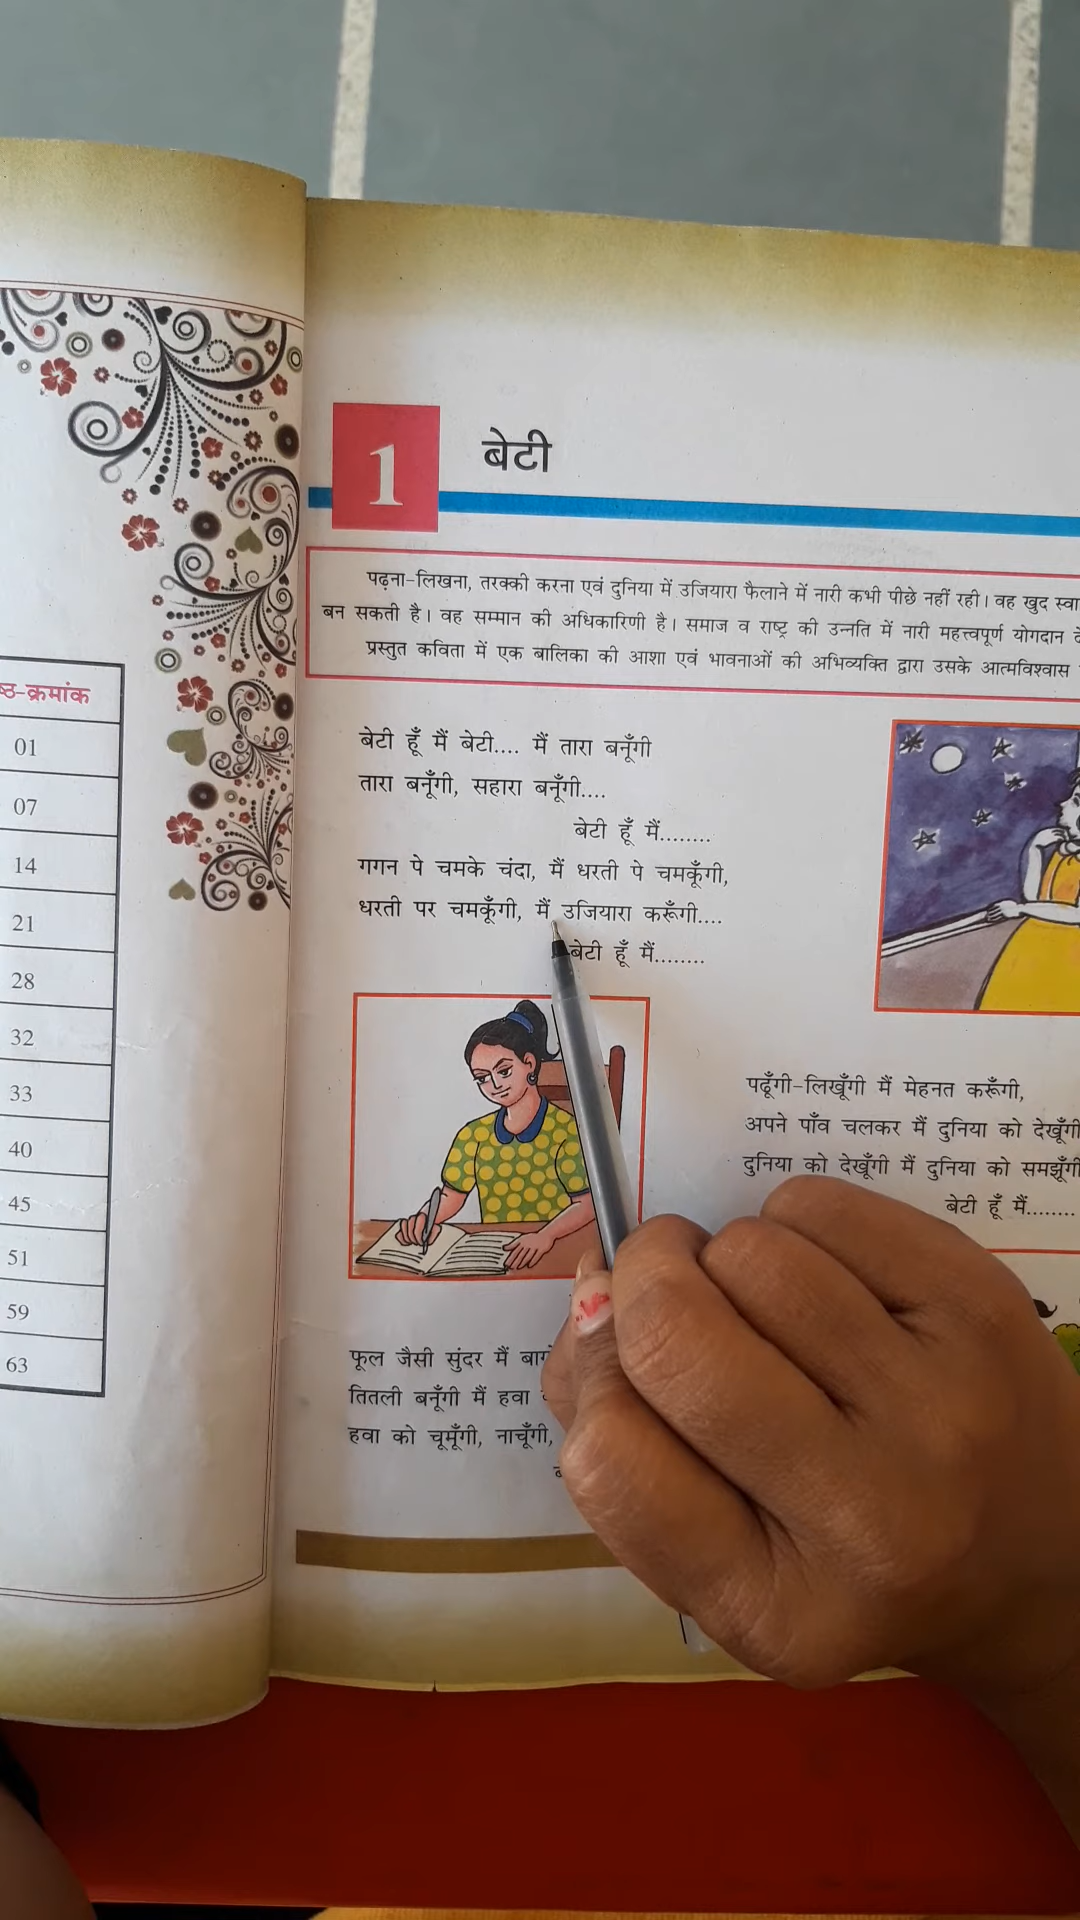 ष्ठ-क्रमांक
01
07
14
21
28
32
33
40
45
51
59
63
1
बेटी
पढ़ना-लिखना, तरक्की करना एवं दुनिया में उजियारा फैलाने में नारी कभी पीछे नहीं रही। वह खुद
बन सकती है। वह सम्मान की अधिकारिणी है। समाज व राष्ट्र की उन्नति में नारी महत्त्वपूर्ण योगदान
प्रस्तुत कविता में एक बालिका की आशा एवं भावनाओं की अभिव्यक्ति द्वारा उसके आत्मविश्वास
बेटी हूँ मैं बेटी.... मैं तारा बनूँगी
तारा बनूँगी, सहारा बनूँगी....
बेटी हूँ मैं........
गगन पे चमके चंदा, मैं धरती पे चमकूँगी,
धरती पर चमकूँगी, मैं उजियारा करूँगी....
बेटी हूँ मैं........
पढूँगी-लिखूँगी मैं मेहनत करूँगी,
अपने पाँव चलकर मैं दुनिया को देखूँगी
दुनिया को देखूँगी मैं दुनिया को समझूँगी
बेटी हूँ मैं........
फूल जैसी सुंदर मैं
तितली बनूँगी मैं हवा
हवा को चूमूँगी, नाचूँगी,